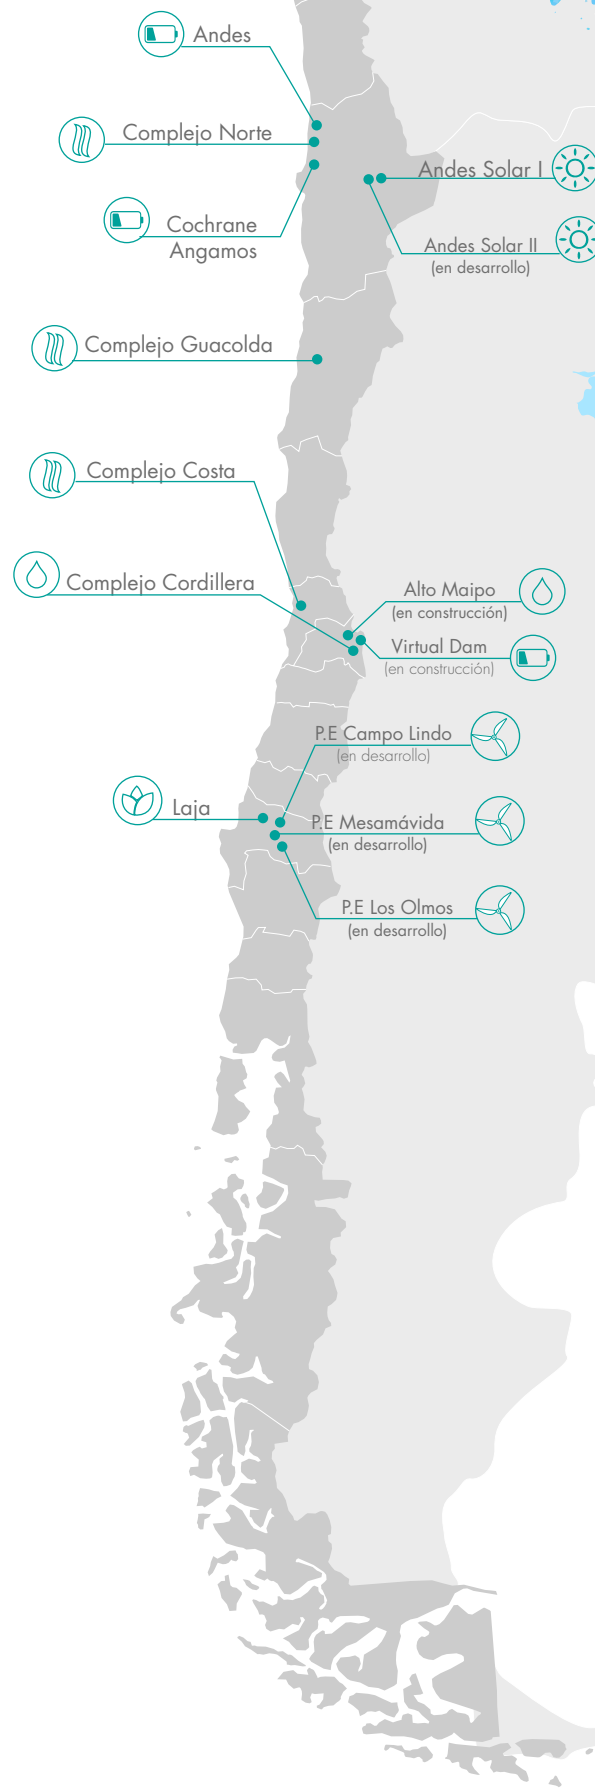 Andes
Complejo Norte
Andes Solar I
Cochrane
Angamos
Andes Solar II
(en desarrollo)
Complejo Guacolda
Complejo Costa
Complejo Cordillera
Alto Maipo
(en construcción)
Virtual Dam
(en construcción)
P.E Campo Lindo
(en desarrollo)
Laja
P.E Mesamávida
(en desarrollo)
P.E Los Olmos
(en desarrollo)